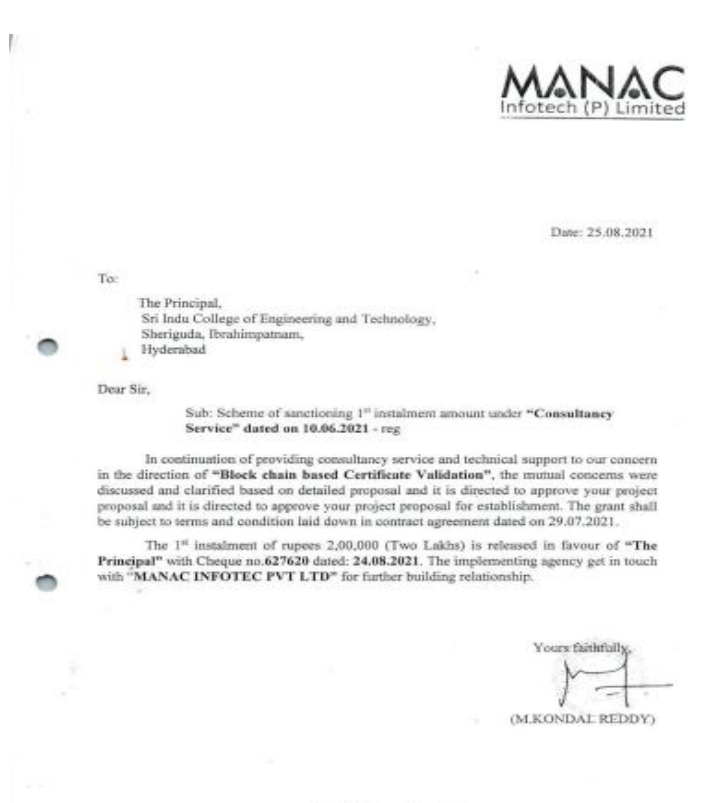 MANAC
Infotech (P) Limited
Date: 25.08.2021
To:
The Principal,
Sri Indu College of Engineering and Technology,
Sheriguda, Ibrahimpatnam,
Hyderabad
Dear Sir,
Sub: Scheme of sanctioning 1st instalment amount under “Consultancy
Service” dated on 10.06.2021 - reg
In continuation of providing consultancy service and technical support to our concern
in the direction of “Block chain based Certificate Validation”, the mutual concerns were
discussed and clarified based on detailed proposal and it is directed to approve your project
proposal and it is directed to approve your project proposal for establishment. The grant shall
be subject to terms and condition laid down in contract agreement dated on 29.07.2021.
The 1st instalment of rupees 2,00,000 (Two Lakhs) is released in favour of “The
Principal” with Cheque no.627620 dated: 24.08.2021. The implementing agency get in touch
with “MANAC INFOTEC PVT LTD” for further building relationship.
Yours faithfully,
(M.KONDAL REDDY)